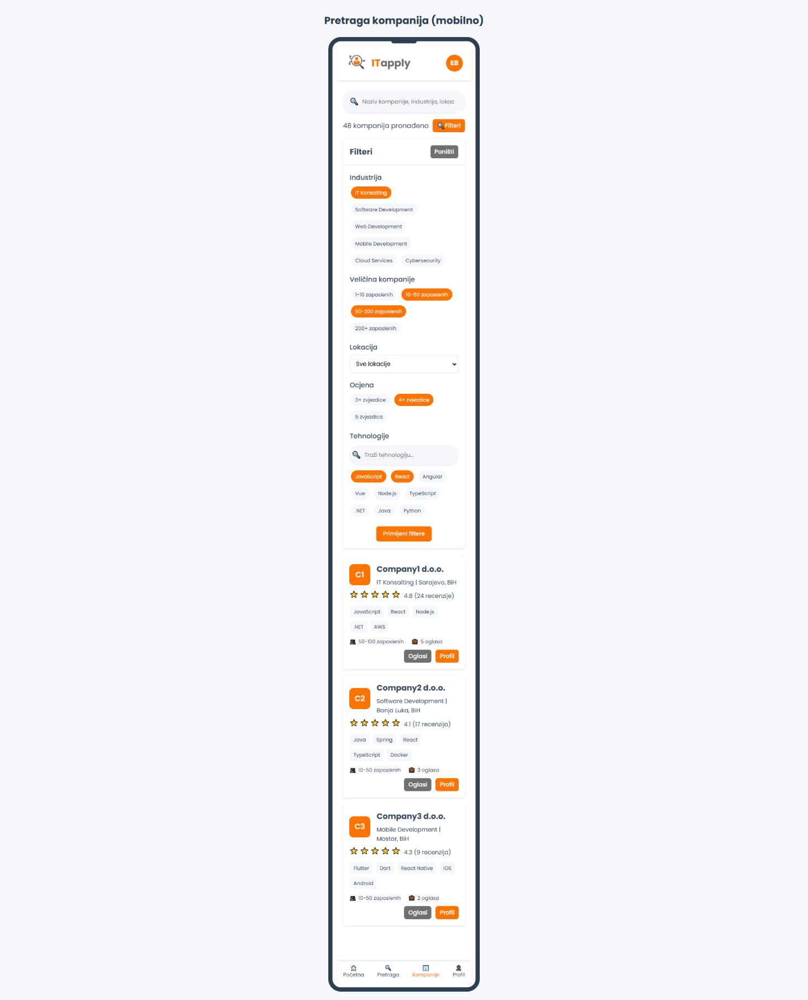 Pretraga kompanija (mobilno)
ITapply
EB
Naziv kompanije, industrija, lokac
48 kompanija pronađeno
Filteri
Filteri
Poništi
Industrija
IT Konsalting
Software Development
Web Development
Mobile Development
Cloud Services Cybersecurity
Veličina kompanije
1-10 zaposlenih 10-50 zaposlenih
50-200 zaposlenih
200+ zaposlenih
Lokacija
Sve lokacije
Ocjena
3+ zvjezdice 4+ zvjezdice
5 zvjezdica
Tehnologije
Traži tehnologiju...
JavaScript React Angular
Vue Node.js TypeScript
.NET Java Python
Primijeni filtere
C1
Company1 d.o.o.
IT Konsalting | Sarajevo, BiH
4.8 (24 recenzije)
JavaScript React Node.js
.NET AWS
50-100 zaposlenih 5 oglasa
Oglasi Profil
C2
Company2 d.o.o.
Software Development |
Banja Luka, BiH
4.1 (17 recenzija)
Java Spring React
TypeScript Docker
10-50 zaposlenih 3 oglasa
Oglasi Profil
C3
Company3 d.o.o.
Mobile Development |
Mostar, BiH
4.3 (9 recenzija)
Flutter Dart React Native iOS
Android
10-50 zaposlenih 2 oglasa
Oglasi Profil
Početna Pretraga Kompanije Profil